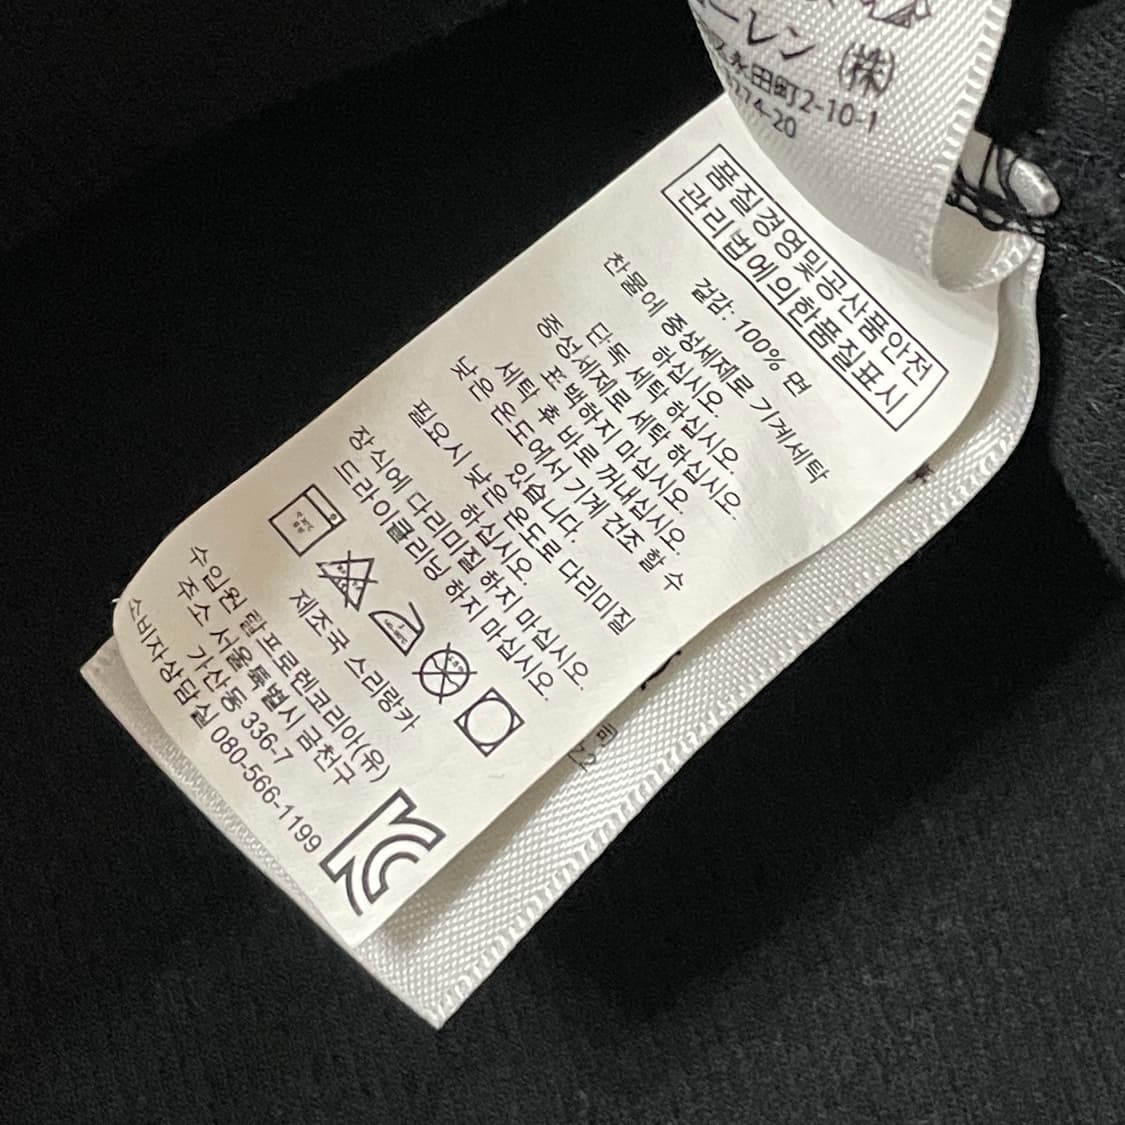 ーレン (株)
永田町2-10-1
274-20
품질경영및공산품안전
관리법에의한품질표시
겉감: 100% 면
찬물에 중성세제로 기계세탁
하십시오.
단독 세탁 하십시오.
중성세제로 세탁 하십시오.
표백하지 마십시오.
세탁 후 바로 꺼내십시오.
낮은 온도에서 기계 건조 할 수
있습니다.
필요시 낮은 온도로 다리미질
하십시오.
장식에 다리미질 하지 마십시오.
드라이클리닝 하지 마십시오.
제조국 스리랑카
수입원 랄프로렌코리아(유)
주소 서울특별시 금천구
가산동 336-7
소비자상담실 080-566-1199